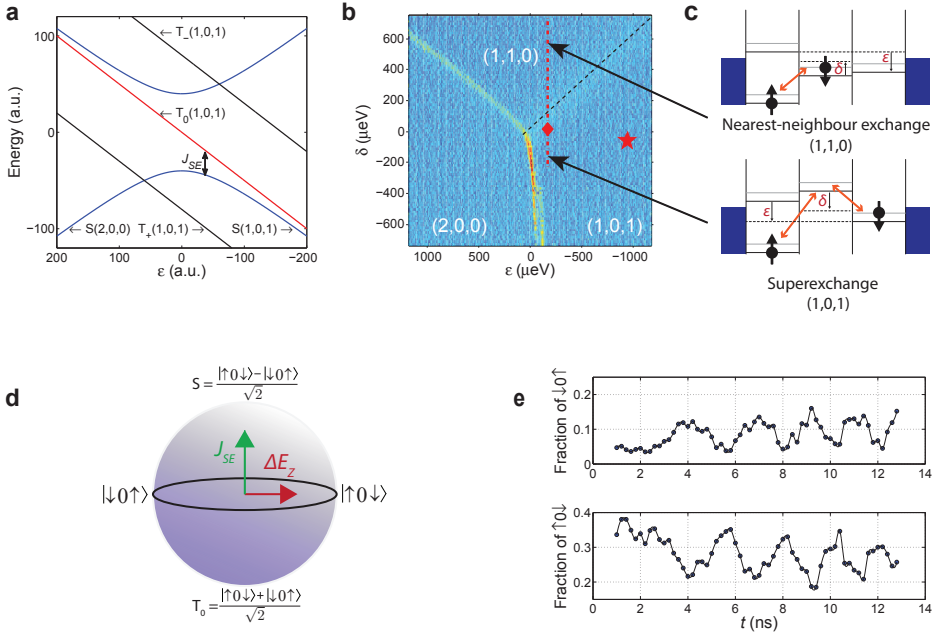 a
Energy (a.u.)
100
0
−100
← T₋(1,0,1)
← T₀(1,0,1)
J_SE
← S(2,0,0)
T₊(1,0,1) →
S(1,0,1)→
200
100
0
−100
−200
ε (a.u.)
b
δ (µeV)
600
400
200
0
−200
−400
−600
(1,1,0)
(2,0,0)
(1,0,1)
1000
500
0
−500
−1000
ε (µeV)
c
ε
δ
Nearest-neighbour exchange
(1,1,0)
ε
δ
Superexchange
(1,0,1)
d
S = |↑0↓⟩−|↓0↑⟩
√2
J_SE
ΔE_Z
|↓0↑⟩
|↑0↓⟩
T₀ = |↑0↓⟩+|↓0↑⟩
√2
e
Fraction of ↓0↑
0.2
0.1
0
0
2
4
6
8
10
12
14
Fraction of ↑0↓
0.4
0.3
0.2
0
2
4
6
8
10
12
14
t (ns)